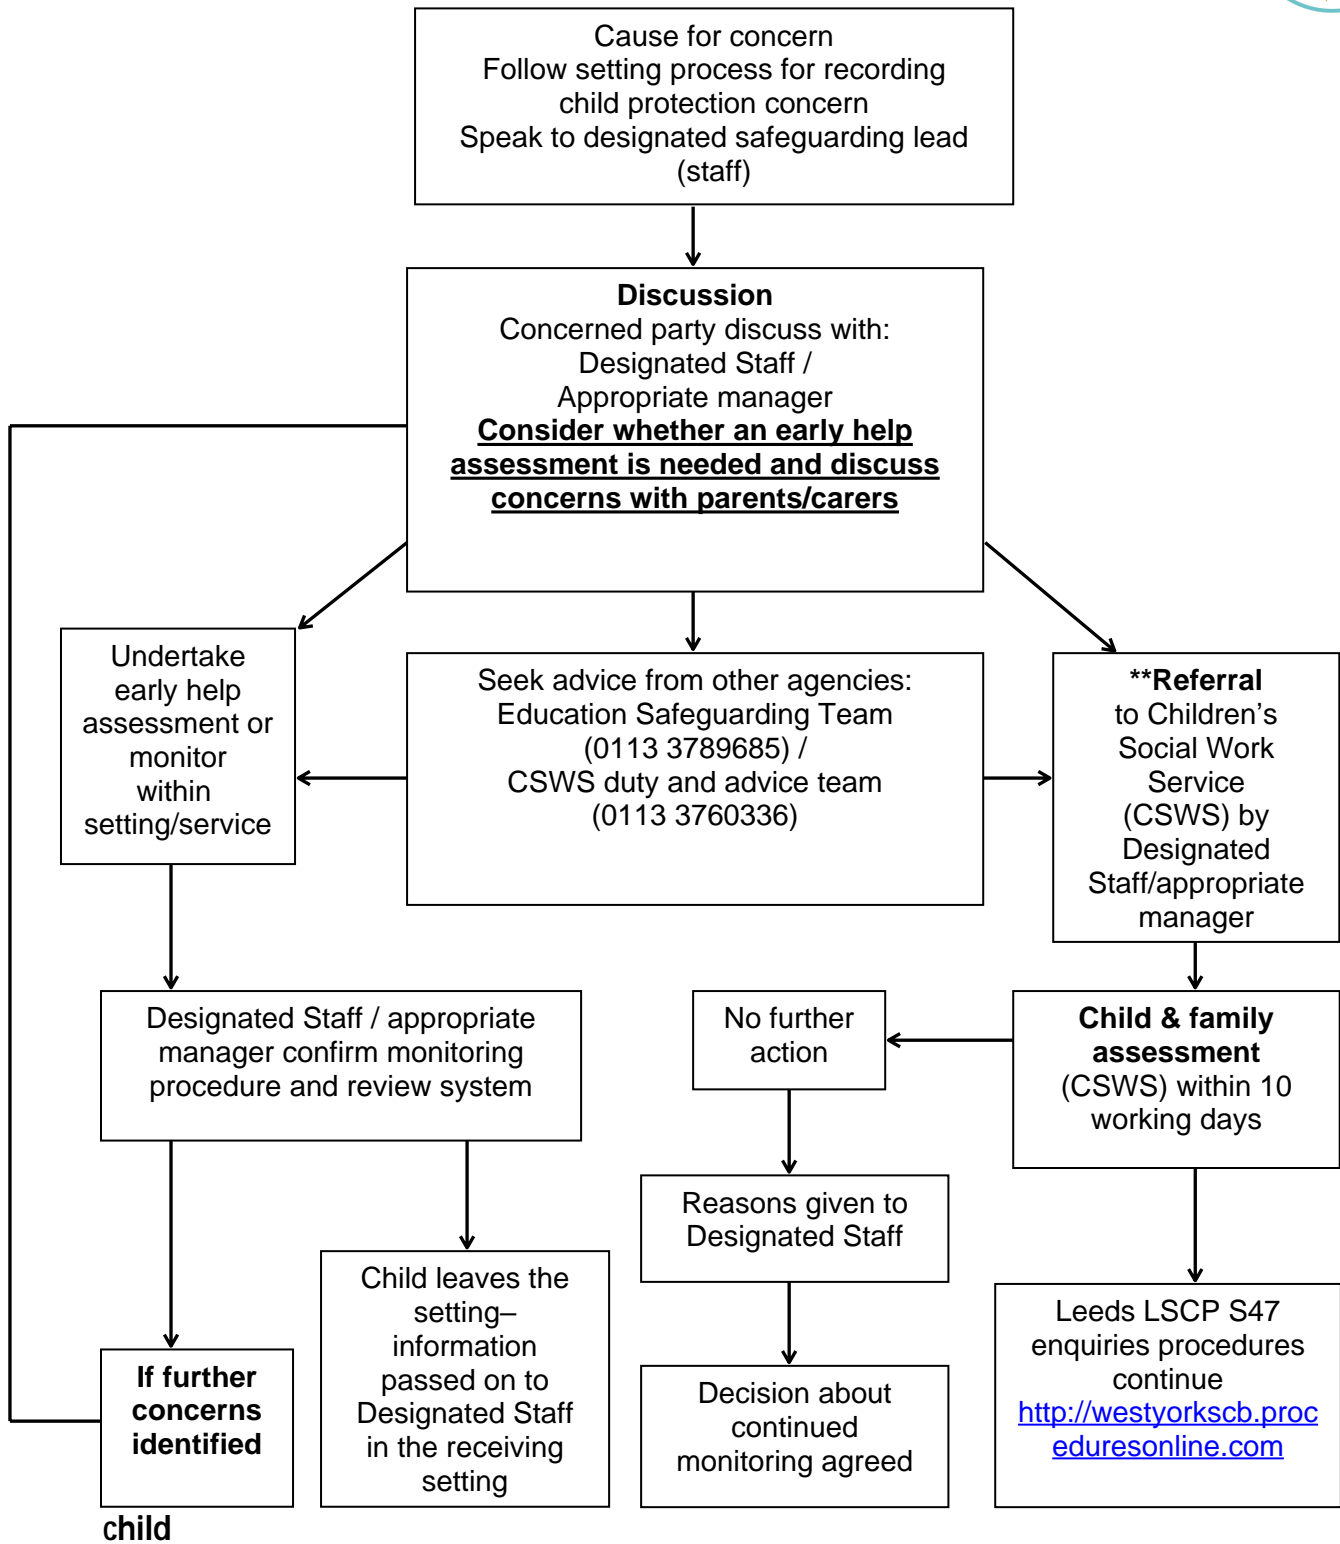 Cause for concern
Follow setting process for recording
child protection concern
Speak to designated safeguarding lead
(staff)
Discussion
Concerned party discuss with:
Designated Staff /
Appropriate manager
Consider whether an early help
assessment is needed and discuss
concerns with parents/carers
Undertake
early help
assessment or
monitor
within
setting/service
Seek advice from other agencies:
Education Safeguarding Team
(0113 3789685) /
CSWS duty and advice team
(0113 3760336)
**Referral
to Children’s
Social Work
Service
(CSWS) by
Designated
Staff/appropriate
manager
Designated Staff / appropriate
manager confirm monitoring
procedure and review system
No further
action
Child & family
assessment
(CSWS) within 10
working days
Reasons given to
Designated Staff
If further
concerns
identified
Child leaves the
setting–
information
passed on to
Designated Staff
in the receiving
setting
Decision about
continued
monitoring agreed
Leeds LSCP S47
enquiries procedures
continue
http://westyorkscb.proc
eduresonline.com
child